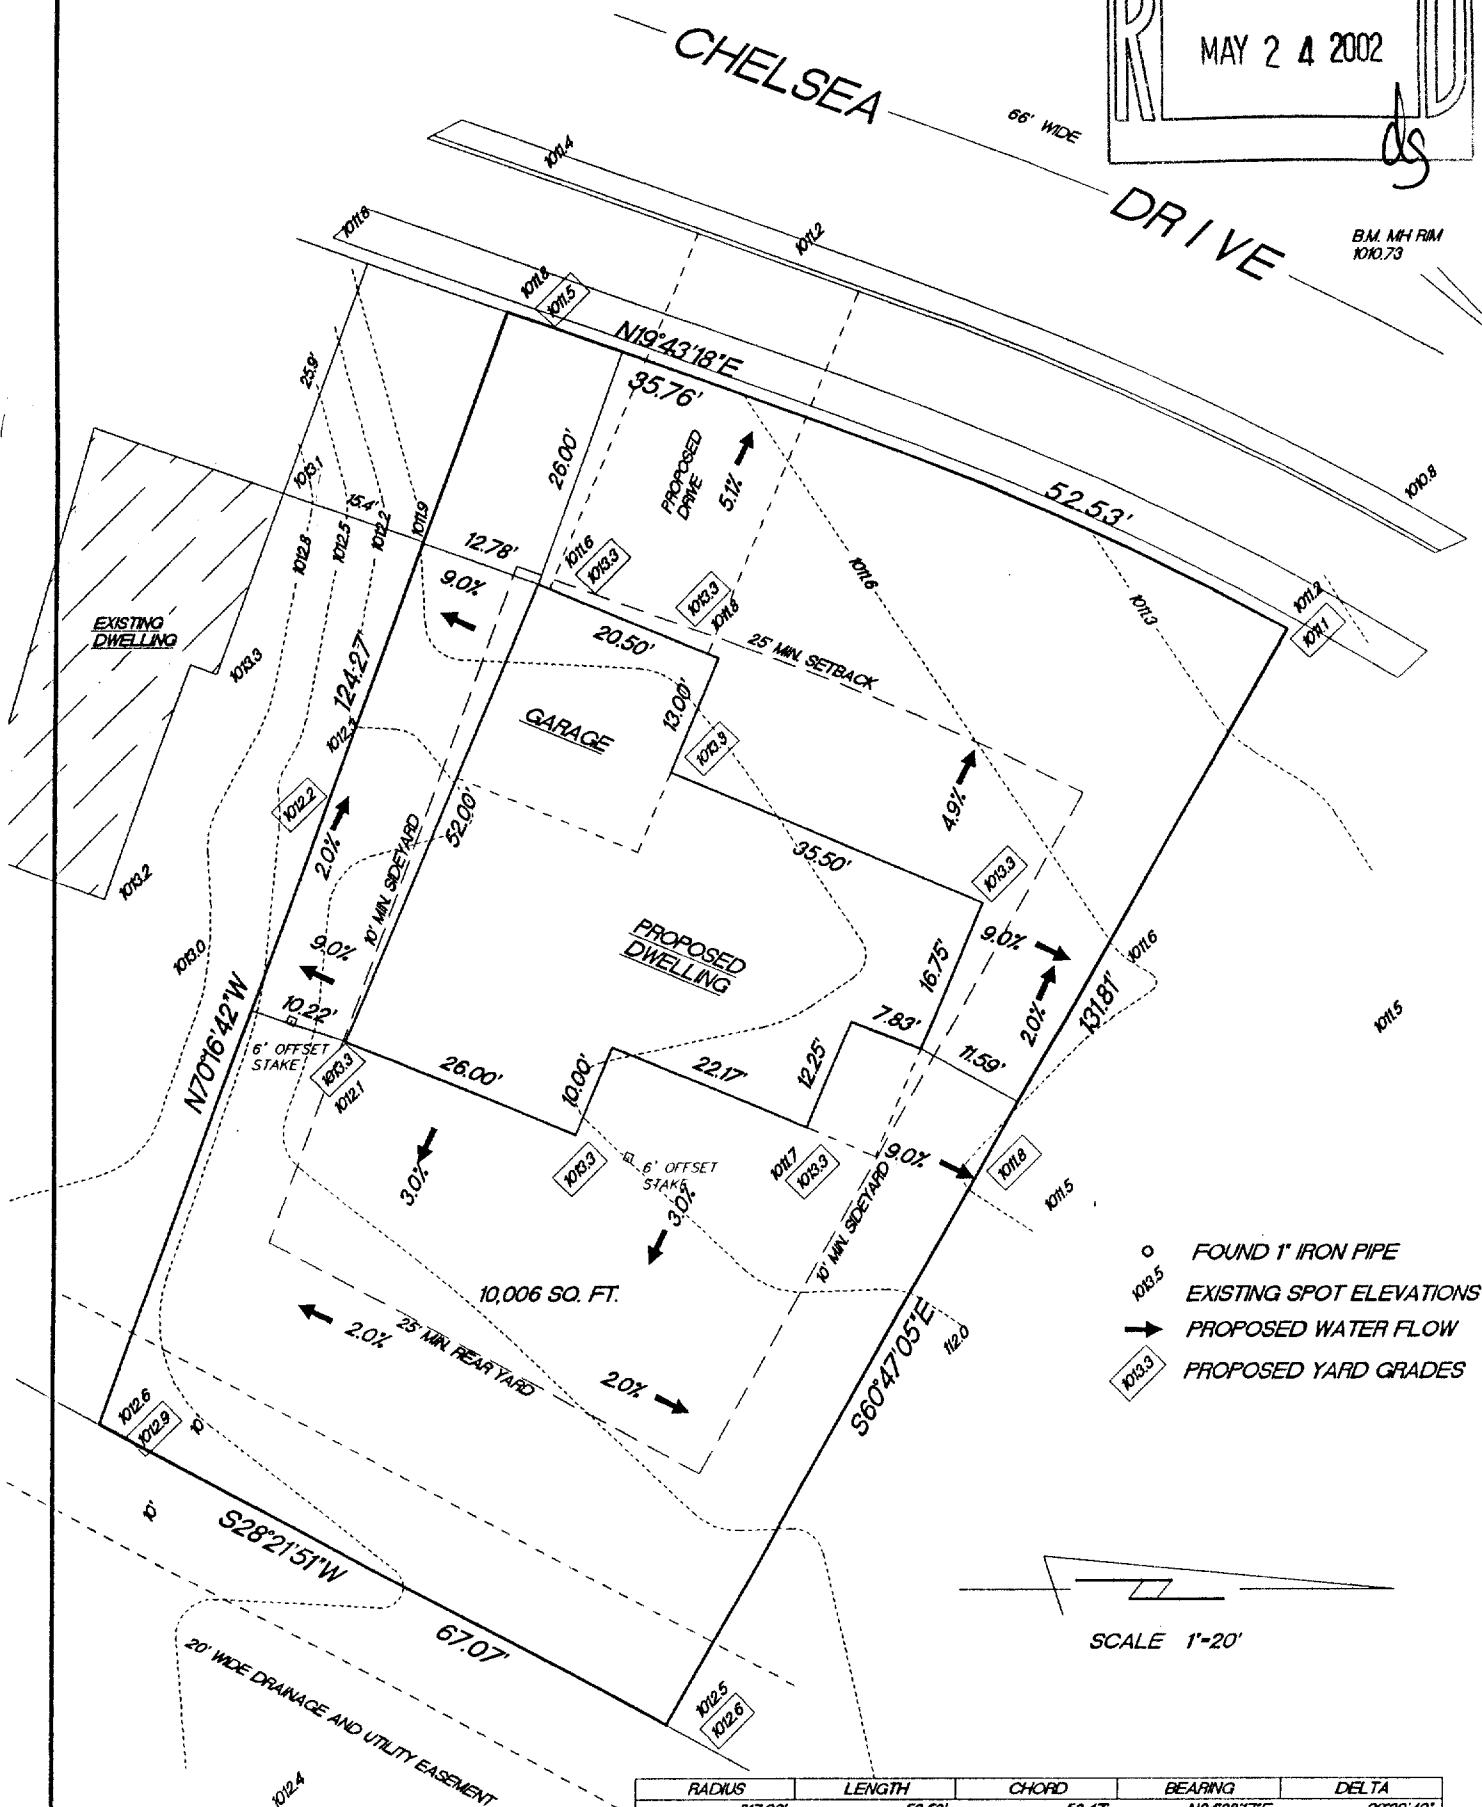 MAY 2 4 2002
ds
CHELSEA
66' WIDE
DRIVE
B.M. MH RIM
1010.73
1011.4
1011.2
1011.8
1011.8
1011.5
N19°43'18"E
35.76'
25.9'
26.00'
PROPOSED
DRIVE
5.1%
52.53'
1010.8
1013.1
15.4'
1011.9
1012.2
1012.5
1012.8
12.78'
9.0%
1011.6
1013.3
1013.3
1011.8
1011.6
1011.3
1011.2
1011.1
EXISTING
DWELLING
1013.3
20.50'
25' MIN. SETBACK
124.27'
GARAGE
13.00'
1013.3
1012.3
1012.2
2.0%
52.00'
10' MIN. SIDEYARD
4.9%
35.50'
1013.3
1013.2
1013.0
9.0%
PROPOSED
DWELLING
16.75'
9.0%
1011.6
131.81'
2.0%
1011.5
N70°16'42"W
10.22'
6' OFFSET
STAKE
1013.3
1012.1
26.00'
10.00'
22.17'
12.25'
7.83'
11.59'
3.0%
1013.3
6' OFFSET
STAKE
3.0%
1011.7
1013.3
9.0%
1011.8
1011.5
10' MIN. SIDEYARD
10,006 SQ. FT.
2.0%
25' MIN. REAR YARD
2.0%
S60°47'05"E
112.0
FOUND 1" IRON PIPE
1013.5
EXISTING SPOT ELEVATIONS
PROPOSED WATER FLOW
1013.3
PROPOSED YARD GRADES
1012.6
1012.9
10'
10'
S28°21'51"W
67.07'
SCALE 1"=20'
20' WIDE DRAINAGE AND UTILITY EASEMENT
1012.5
1012.6
1012.4
RADIUS LENGTH CHORD BEARING DELTA